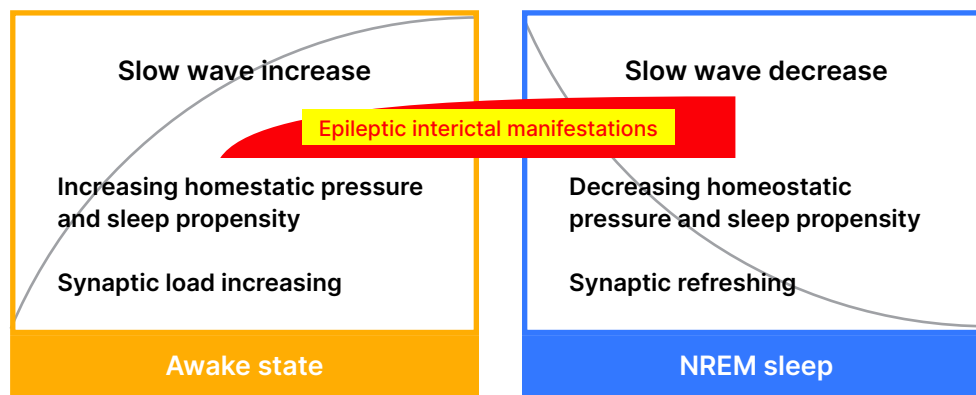 Slow wave increase
Slow wave decrease
Epileptic interictal manifestations
Increasing homestatic pressure
and sleep propensity
Synaptic load increasing
Decreasing homeostatic
pressure and sleep propensity
Synaptic refreshing
Awake state
NREM sleep